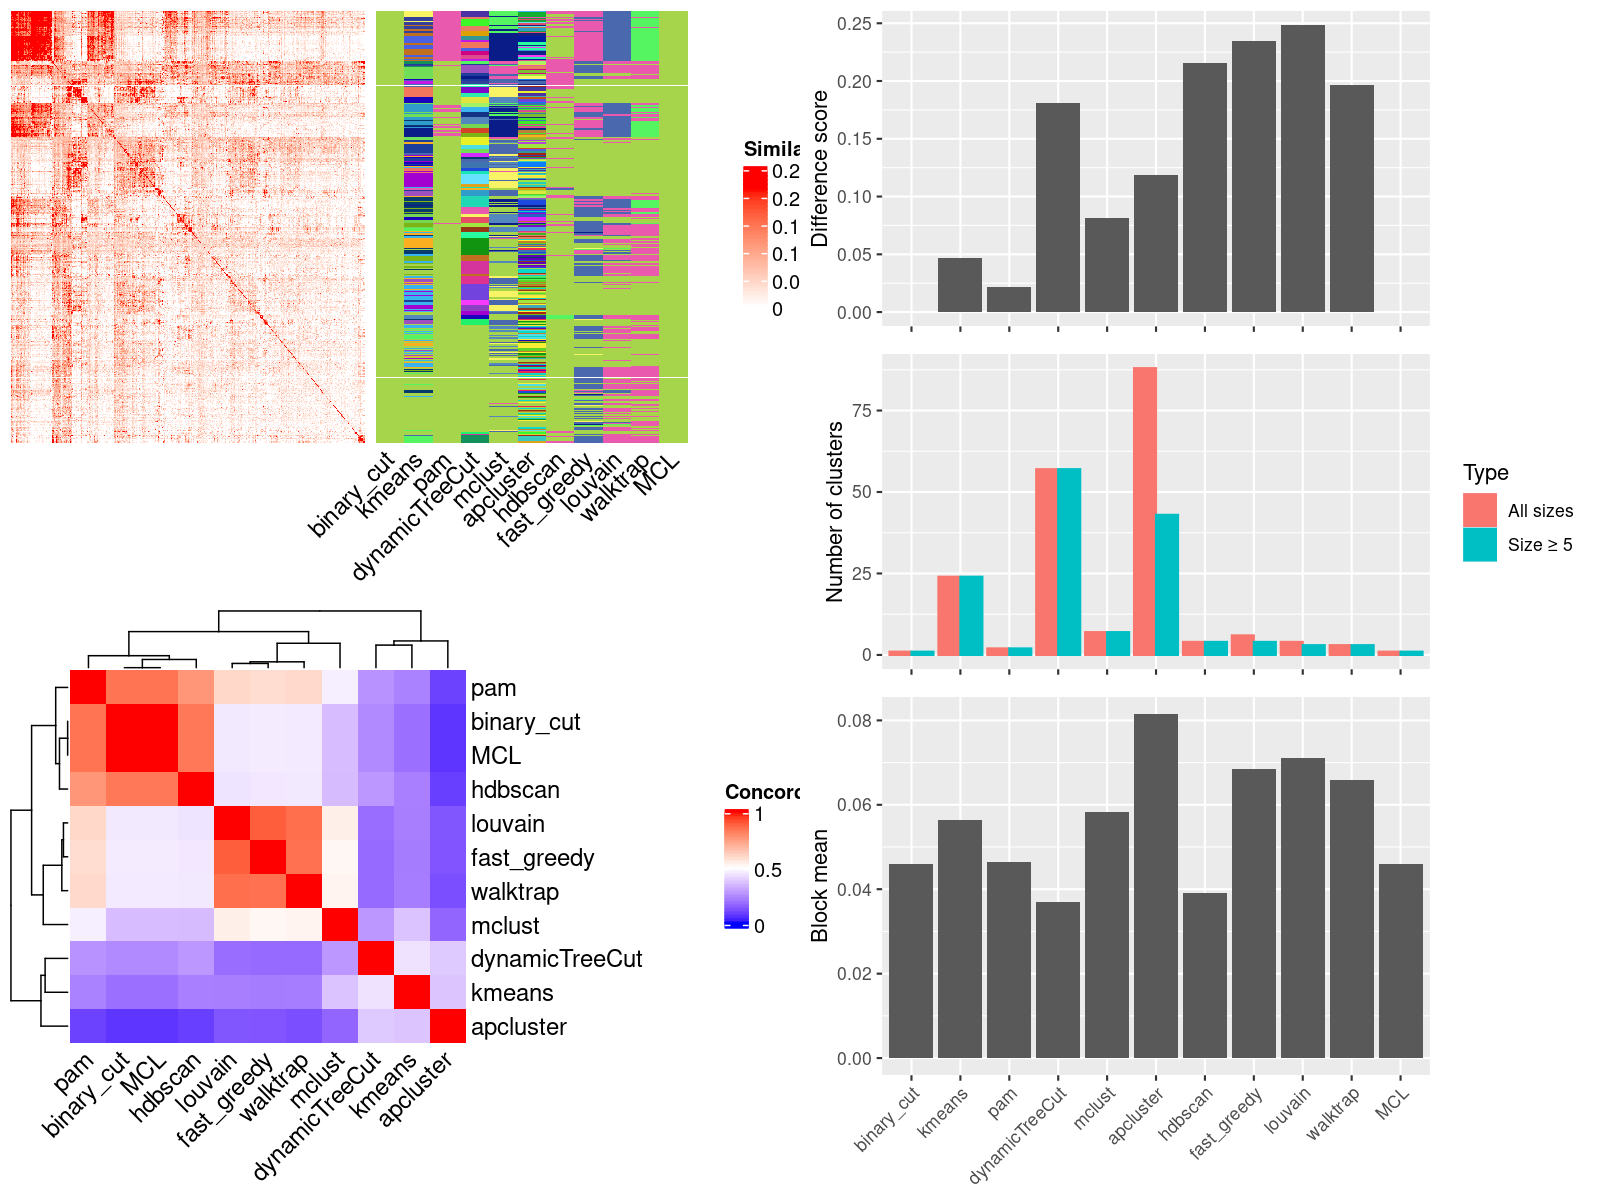 Simila
0.2
0.2
0.1
0.1
0.0
0
binary_cut
kmeans
pam
dynamicTreeCut
mclust
apcluster
hdbscan
fast_greedy
louvain
walktrap
MCL
pam
binary_cut
MCL
hdbscan
louvain
fast_greedy
walktrap
mclust
dynamicTreeCut
kmeans
apcluster
pam
binary_cut
MCL
hdbscan
louvain
fast_greedy
walktrap
mclust
dynamicTreeCut
kmeans
apcluster
Concord
1
0.5
0
Difference score
0.25
0.20
0.15
0.10
0.05
0.00
Number of clusters
75
50
25
0
Type
All sizes
Size ≥ 5
Block mean
0.08
0.06
0.04
0.02
0.00
binary_cut
kmeans
pam
dynamicTreeCut
mclust
apcluster
hdbscan
fast_greedy
louvain
walktrap
MCL